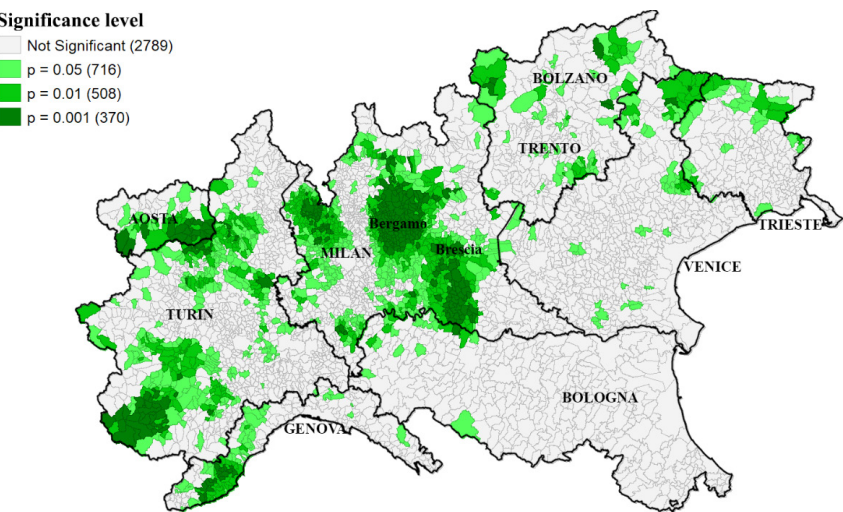 Significance level
Not Significant (2789)
p = 0.05 (716)
p = 0.01 (508)
p = 0.001 (370)
BOLZANO
TRENTO
AOSTA
Bergamo
TRIESTE
Brescia
MILAN
VENICE
TURIN
BOLOGNA
GENOVA